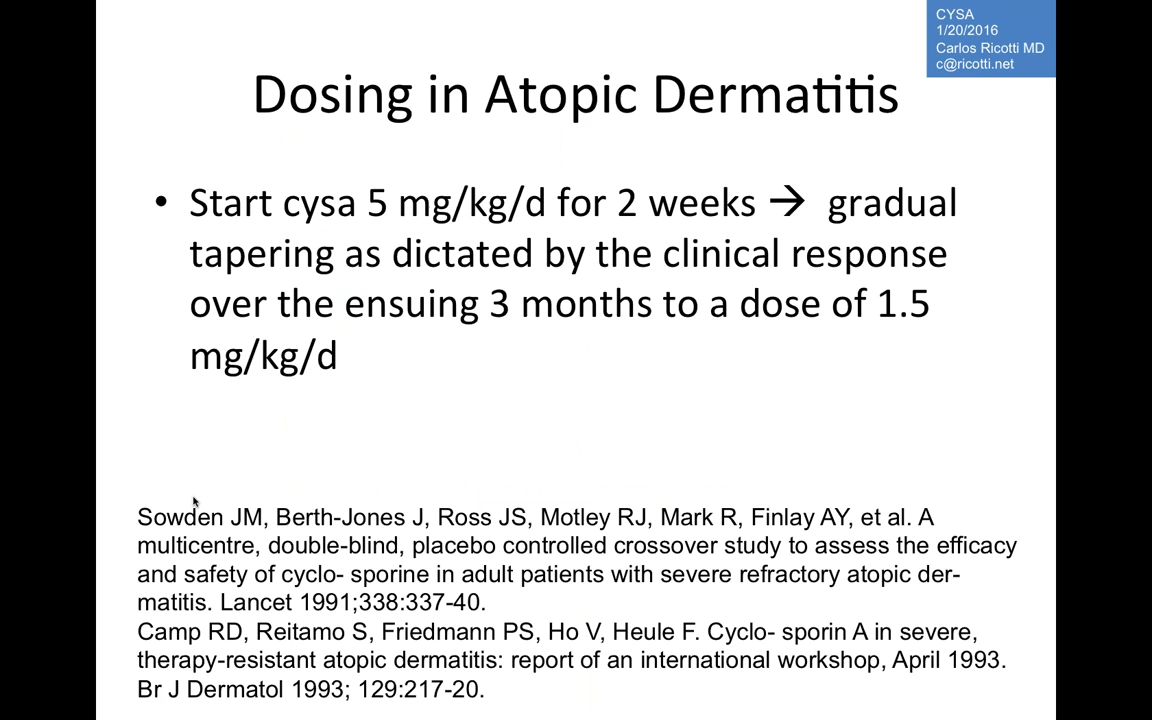 CYSA
1/20/2016
Carlos Ricotti MD
c@ricotti.net
Dosing in Atopic Dermatitis
• Start cysa 5 mg/kg/d for 2 weeks → gradual
tapering as dictated by the clinical response
over the ensuing 3 months to a dose of 1.5
mg/kg/d
Sowden JM, Berth-Jones J, Ross JS, Motley RJ, Mark R, Finlay AY, et al. A
multicentre, double-blind, placebo controlled crossover study to assess the efficacy
and safety of cyclo- sporine in adult patients with severe refractory atopic der-
matitis. Lancet 1991;338:337-40.
Camp RD, Reitamo S, Friedmann PS, Ho V, Heule F. Cyclo- sporin A in severe,
therapy-resistant atopic dermatitis: report of an international workshop, April 1993.
Br J Dermatol 1993; 129:217-20.